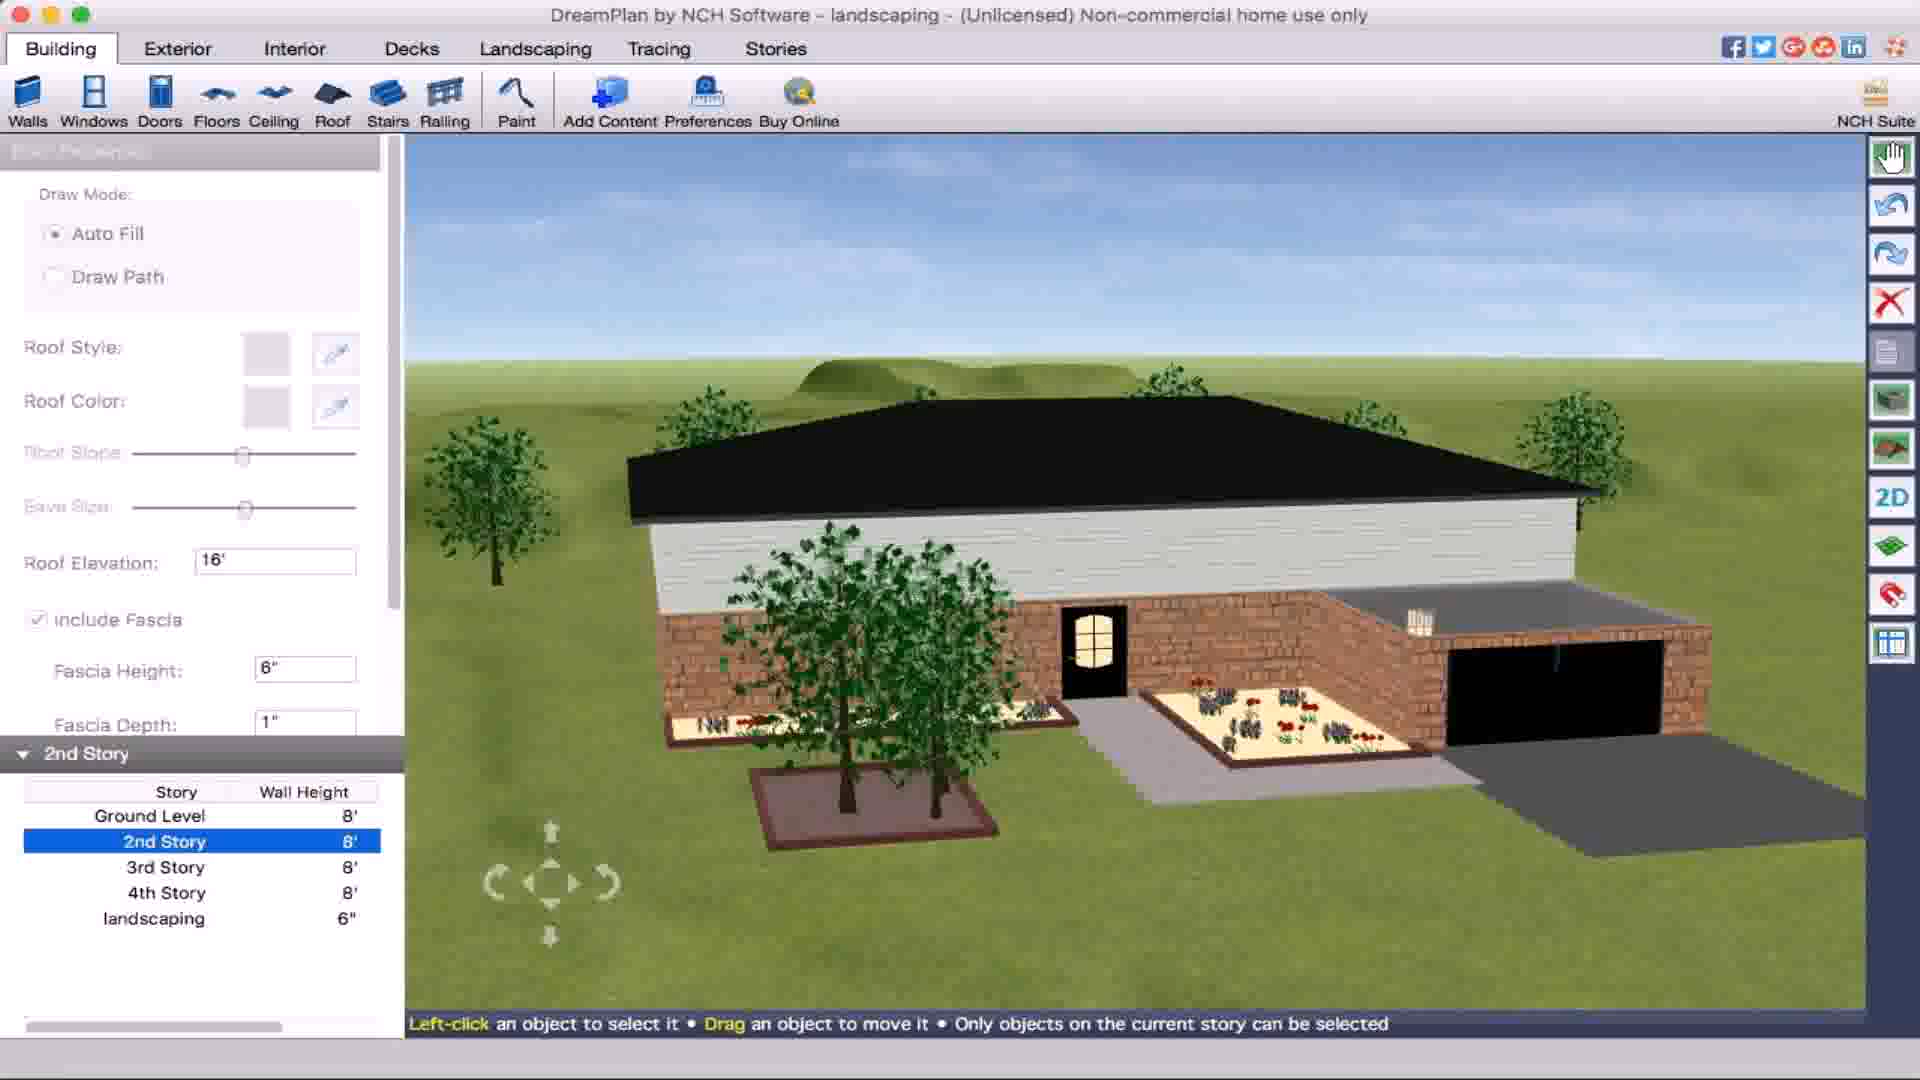 DreamPlan by NCH Software - landscaping - (Unlicensed) Non-commercial home use only
Building Exterior Interior Decks Landscaping Tracing Stories
Walls Windows Doors Floors Ceiling Roof Stairs Railing Paint Add Content Preferences Buy Online NCH Suite
Draw Mode:
Auto Fill
Draw Path
Roof Style:
Roof Color:
Roof Slope:
Eave Size:
Roof Elevation: 16'
Include Fascia
Fascia Height: 6"
Fascia Depth: 1"
2nd Story
Story Wall Height
Ground Level 8'
2nd Story 8'
3rd Story 8'
4th Story 8'
landscaping 6"
2D
Left-click an object to select it • Drag an object to move it • Only objects on the current story can be selected